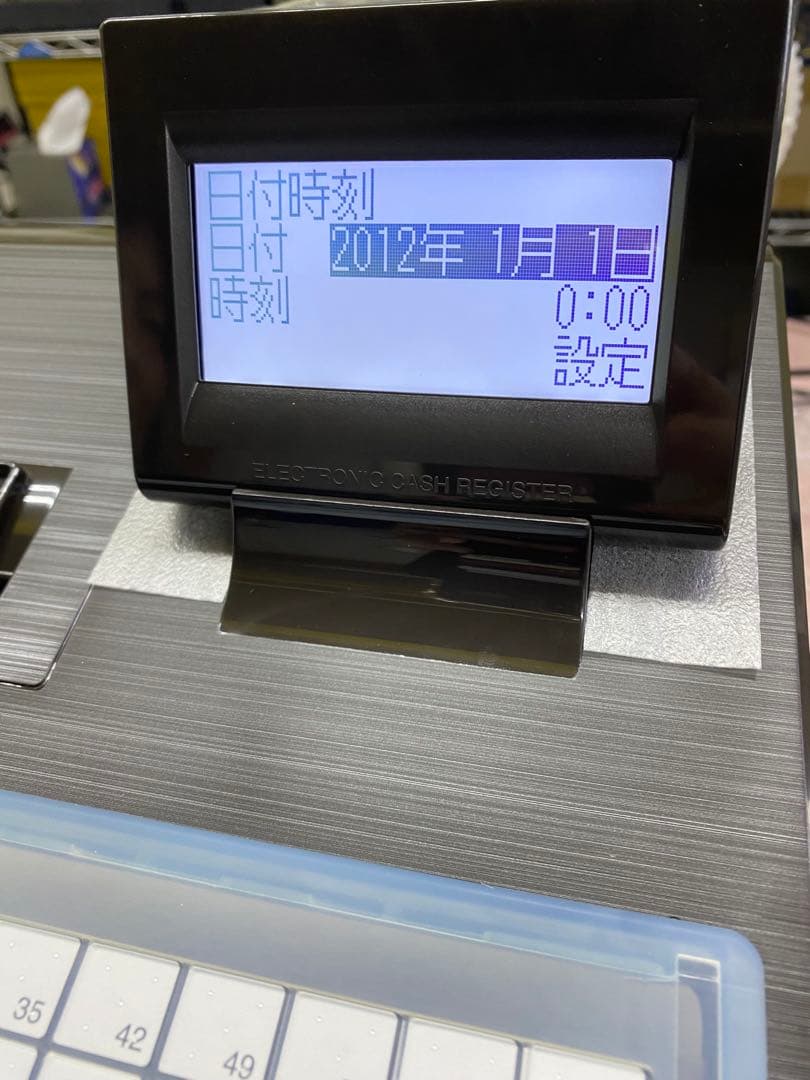 日付時刻
日付 2012年 1月 1日
時刻 0:00
設定
ELECTRONIC CASH REGISTER
35
42
49